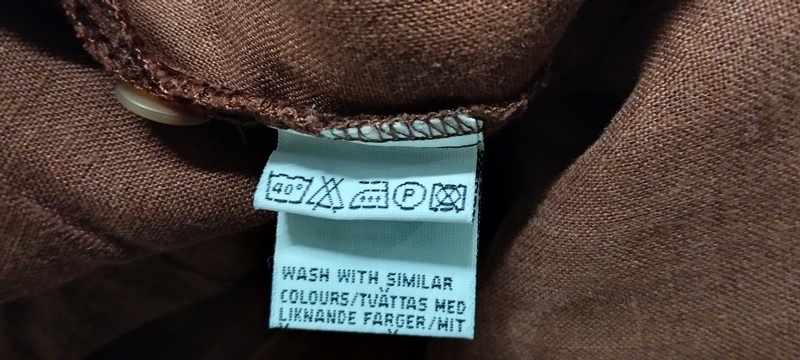 40°
P
WASH WITH SIMILAR
COLOURS/TVÄTTAS MED
LIKNANDE FÄRGER/MIT